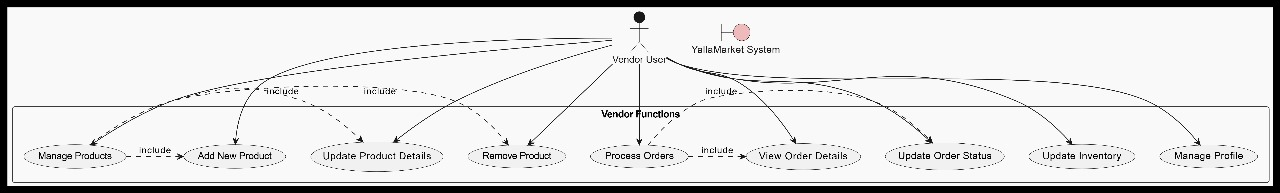 YallaMarket System
Vendor User
include
include
include
Vendor Functions
include
include
Manage Products
Add New Product
Update Product Details
Remove Product
Process Orders
View Order Details
Update Order Status
Update Inventory
Manage Profile